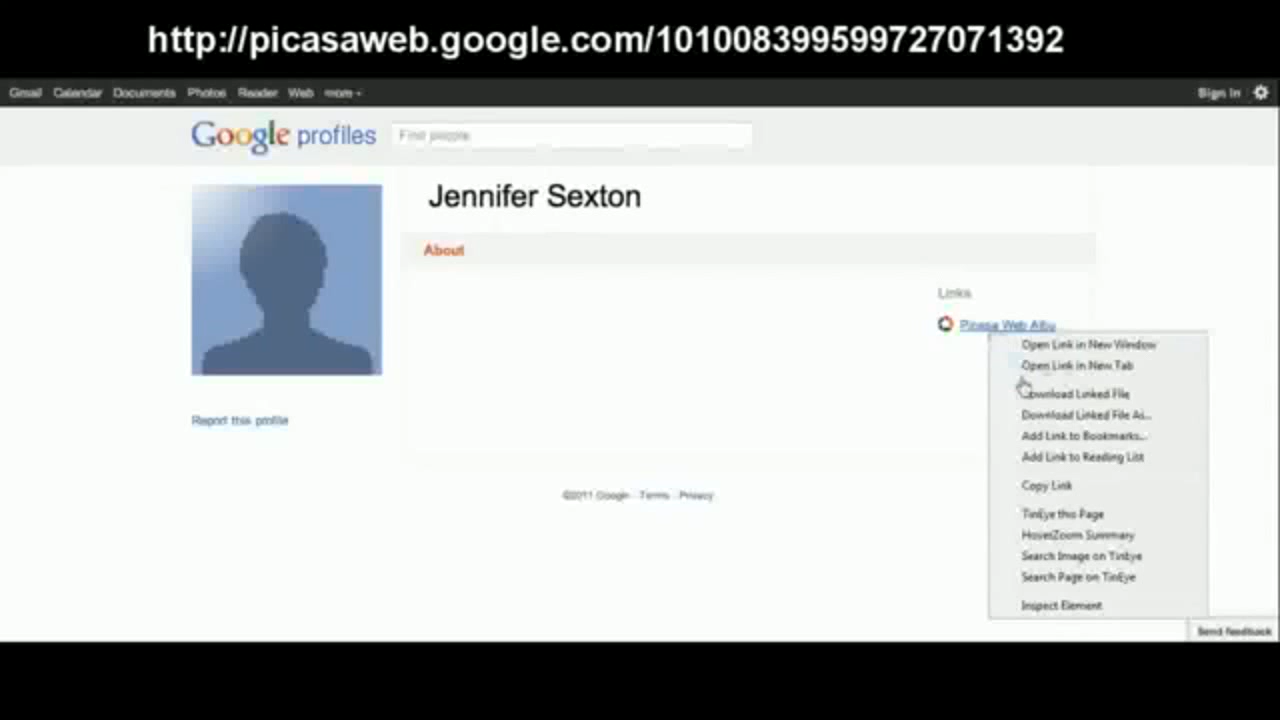 http://picasaweb.google.com/101008399599727071392
Gmail Calendar Documents Photos Reader Web more
Sign in
Google profiles Find people
Jennifer Sexton
About
Links
Picasa Web Albu
Open Link in New Window
Open Link in New Tab
ownload Linked File
Download Linked File As...
Add Link to Bookmarks...
Add Link to Reading List
Copy Link
TinEye this Page
HoverZoom Summary
Search Image on TinEye
Search Page on TinEye
Inspect Element
Report this profile
©2011 Google - Terms - Privacy
Send feedback